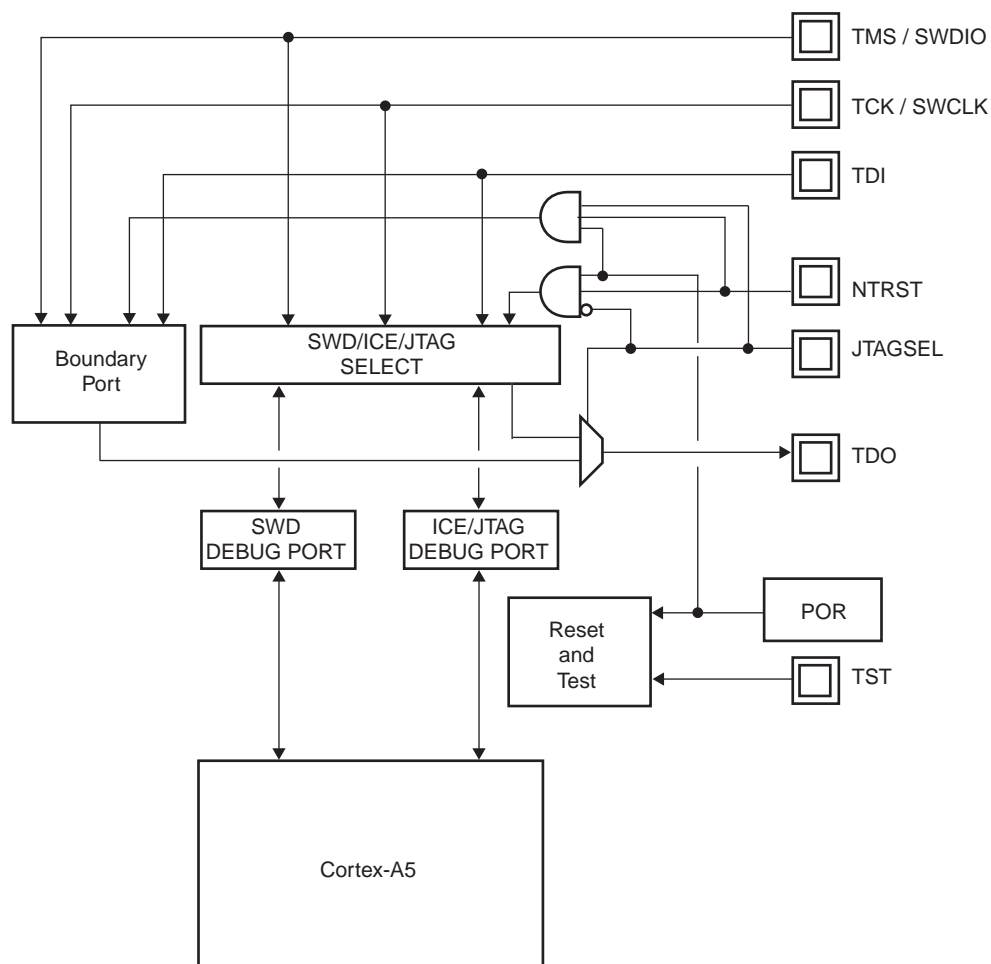 TMS / SWDIO
TCK / SWCLK
TDI
NTRST
JTAGSEL
SWD/ICE/JTAG
SELECT
Boundary
Port
TDO
SWD
DEBUG PORT
ICE/JTAG
DEBUG PORT
POR
Reset
and
Test
TST
Cortex-A5